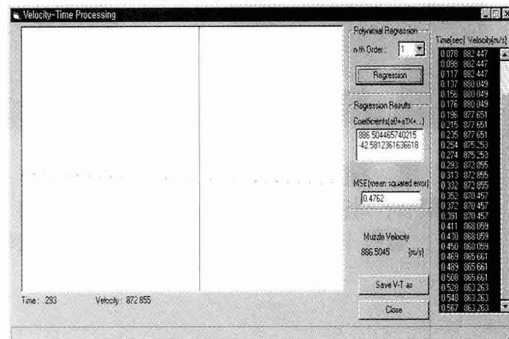 Velocity-Time Processing
Polynomial Regression
n-th Order : 1
Regression
Regression Results
Coefficients(a0+a1X+...)
886.504465740215
-42.5812361636618
MSE(mean squared error)
0.4762
Muzzle Velocity
886.5045 [m/s]
Save V-T as
Close
Time : .293 Velocity : 872.855
Time[sec] Velocity[m/s]
0.078 882.447
0.098 882.447
0.117 882.447
0.137 880.049
0.156 880.049
0.176 880.049
0.196 877.651
0.215 877.651
0.235 877.651
0.254 875.253
0.274 875.253
0.293 872.855
0.313 872.855
0.332 872.855
0.352 870.457
0.372 870.457
0.391 870.457
0.411 868.059
0.430 868.059
0.450 868.059
0.469 865.661
0.489 865.661
0.508 865.661
0.528 863.263
0.548 863.263
0.567 863.263